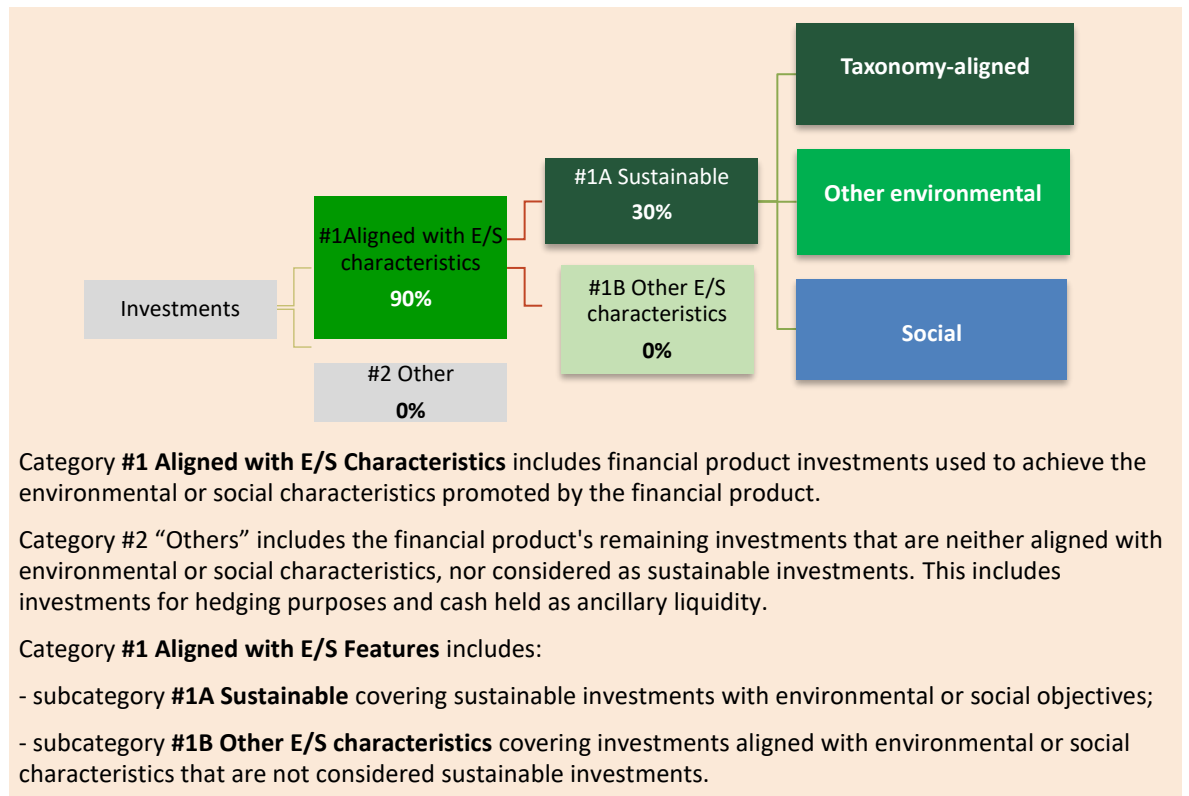 Taxonomy-aligned
#1A Sustainable
30%
Other environmental
#1Aligned with E/S
characteristics
90%
#1B Other E/S
characteristics
0%
Investments
Social
#2 Other
0%
Category #1 Aligned with E/S Characteristics includes financial product investments used to achieve the
environmental or social characteristics promoted by the financial product.
Category #2 “Others” includes the financial product's remaining investments that are neither aligned with
environmental or social characteristics, nor considered as sustainable investments. This includes
investments for hedging purposes and cash held as ancillary liquidity.
Category #1 Aligned with E/S Features includes:
- subcategory #1A Sustainable covering sustainable investments with environmental or social objectives;
- subcategory #1B Other E/S characteristics covering investments aligned with environmental or social
characteristics that are not considered sustainable investments.